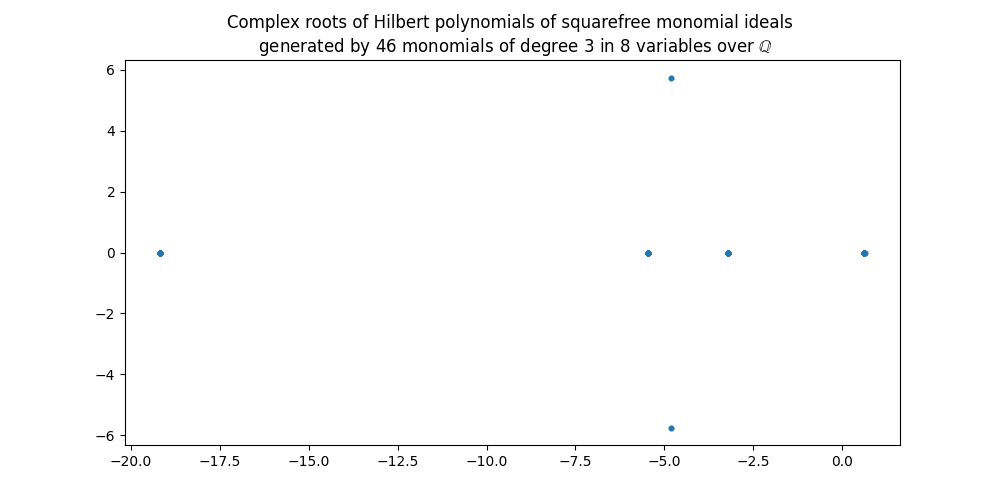 Complex roots of Hilbert polynomials of squarefree monomial ideals
generated by 46 monomials of degree 3 in 8 variables over ℚ
6
4
2
0
−2
−4
−6
−20.0 −17.5 −15.0 −12.5 −10.0 −7.5 −5.0 −2.5 0.0